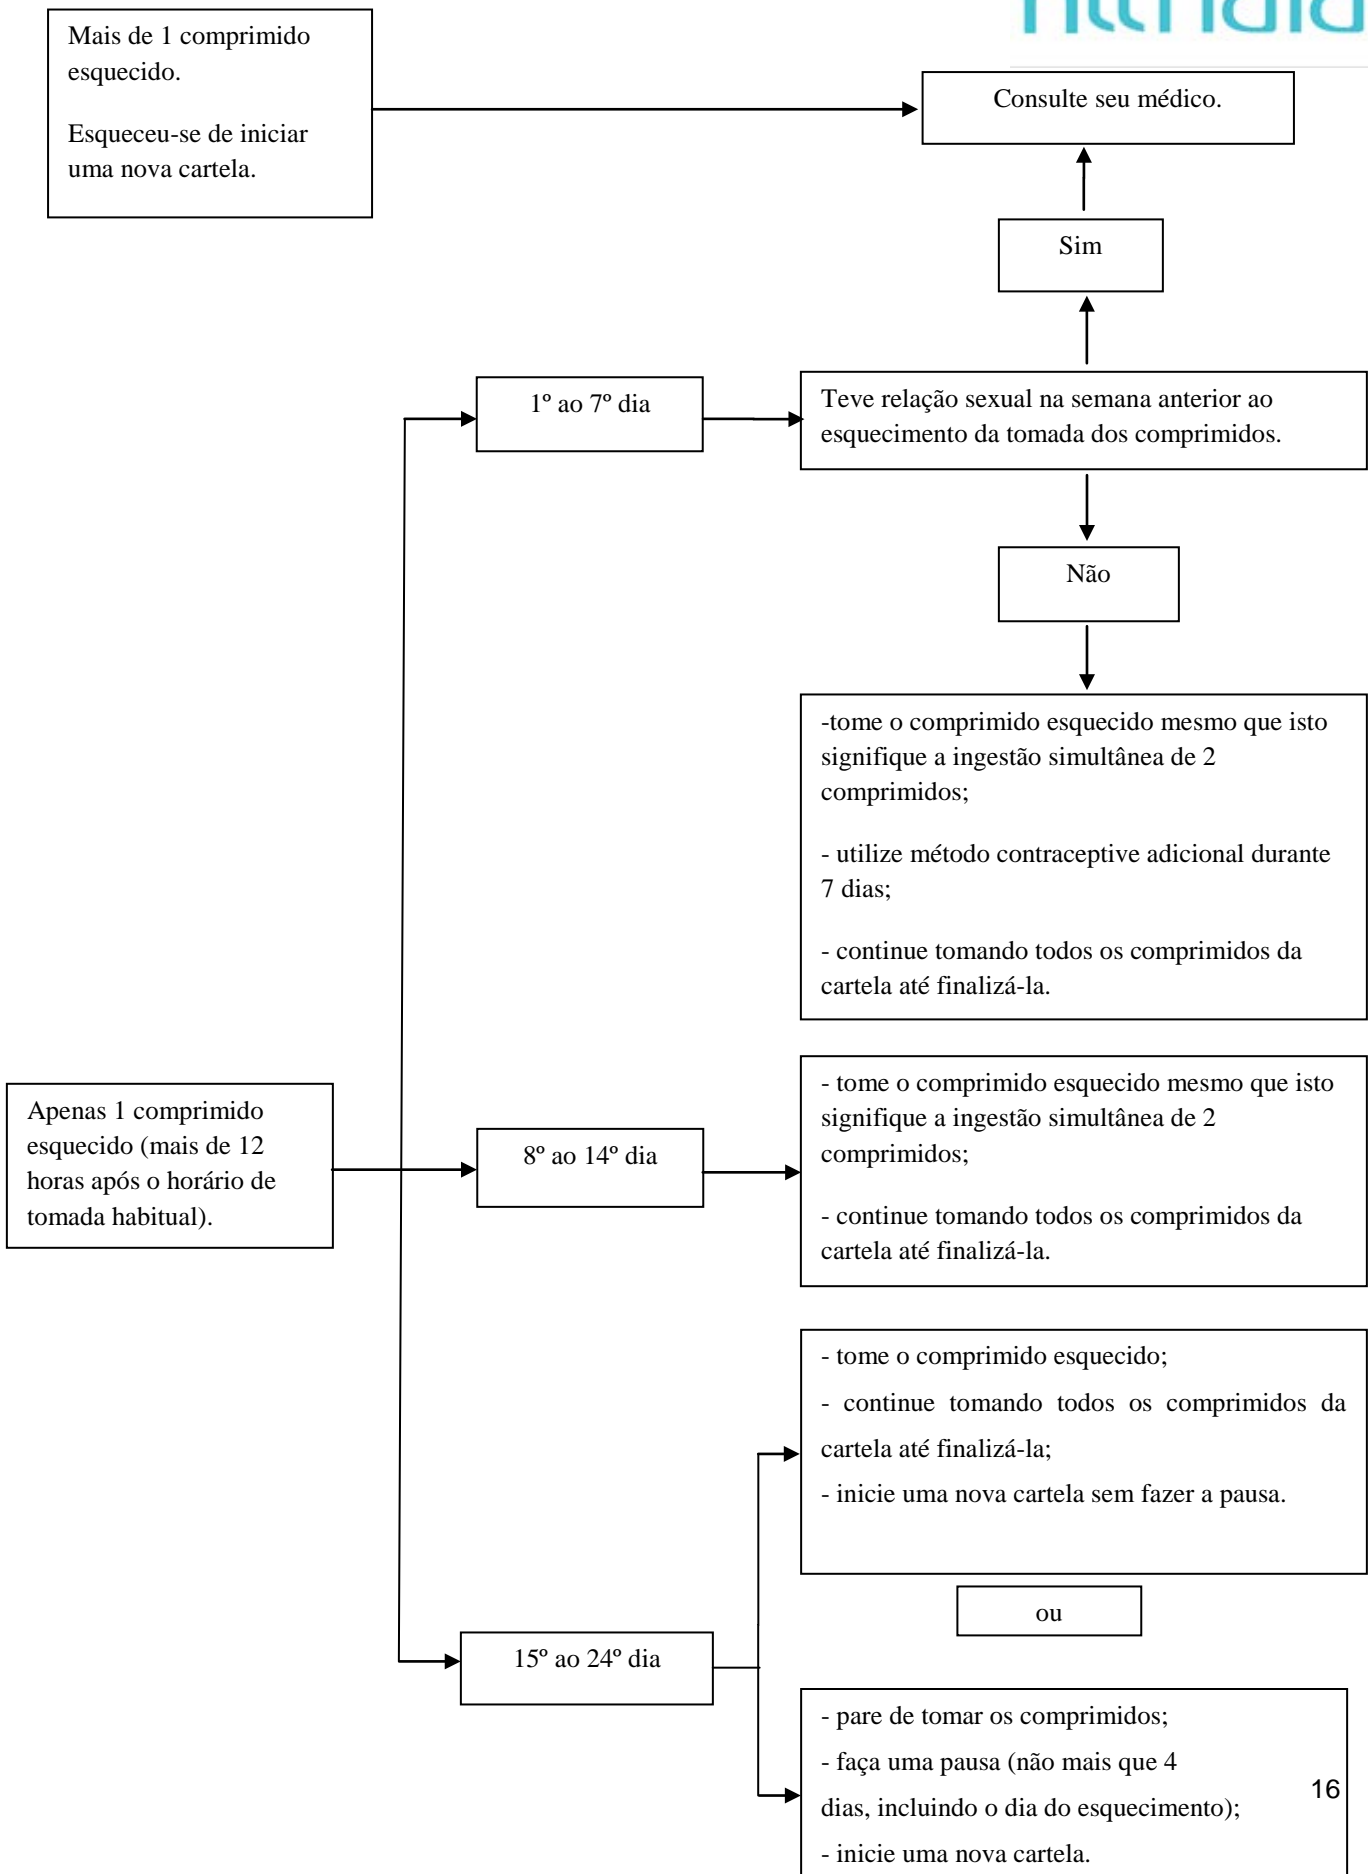 Mais de 1 comprimido
esquecido.
Esqueceu-se de iniciar
uma nova cartela.
Consulte seu médico.
Sim
1º ao 7º dia
Teve relação sexual na semana anterior ao
esquecimento da tomada dos comprimidos.
Não
-tome o comprimido esquecido mesmo que isto
signifique a ingestão simultânea de 2
comprimidos;
- utilize método contraceptive adicional durante
7 dias;
- continue tomando todos os comprimidos da
cartela até finalizá-la.
Apenas 1 comprimido
esquecido (mais de 12
horas após o horário de
tomada habitual).
8º ao 14º dia
- tome o comprimido esquecido mesmo que isto
signifique a ingestão simultânea de 2
comprimidos;
- continue tomando todos os comprimidos da
cartela até finalizá-la.
15º ao 24º dia
- tome o comprimido esquecido;
- continue tomando todos os comprimidos da
cartela até finalizá-la;
- inicie uma nova cartela sem fazer a pausa.
ou
- pare de tomar os comprimidos;
- faça uma pausa (não mais que 4
dias, incluindo o dia do esquecimento);
- inicie uma nova cartela.
16